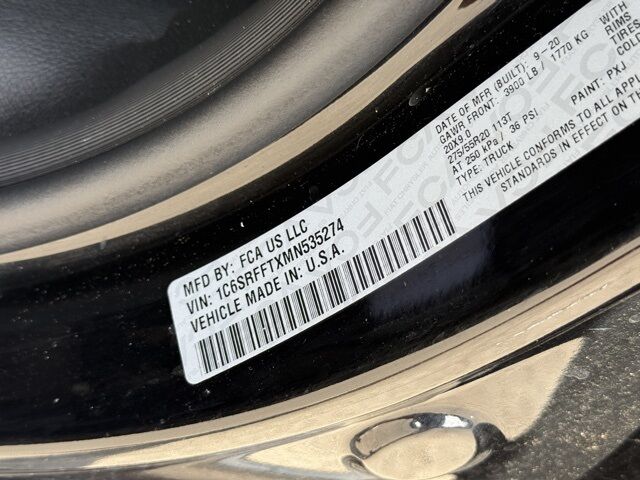 MFD BY: FCA US LLC
VIN: 1C6SRFFTXMN535274
VEHICLE MADE IN: U.S.A.
DATE OF MFR (BUILT): 9-20
GAWR FRONT: 3900 LB / 1770 KG WITH
20X9.0 RIMS
275/55R20 113T TIRES
AT 250 kPa / 36 PSI COLD
TYPE: TRUCK PAINT: PXJ
THIS VEHICLE CONFORMS TO ALL APP
STANDARDS IN EFFECT ON THE